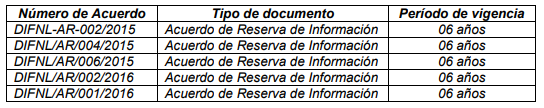 Número de Acuerdo Tipo de documento Período de vigencia
DIFNL-AR-002/2015 Acuerdo de Reserva de Información 06 años
DIFNL/AR/004/2015 Acuerdo de Reserva de Información 06 años
DIFNL/AR/006/2015 Acuerdo de Reserva de Información 06 años
DIFNL/AR/002/2016 Acuerdo de Reserva de Información 06 años
DIFNL/AR/001/2016 Acuerdo de Reserva de Información 06 años